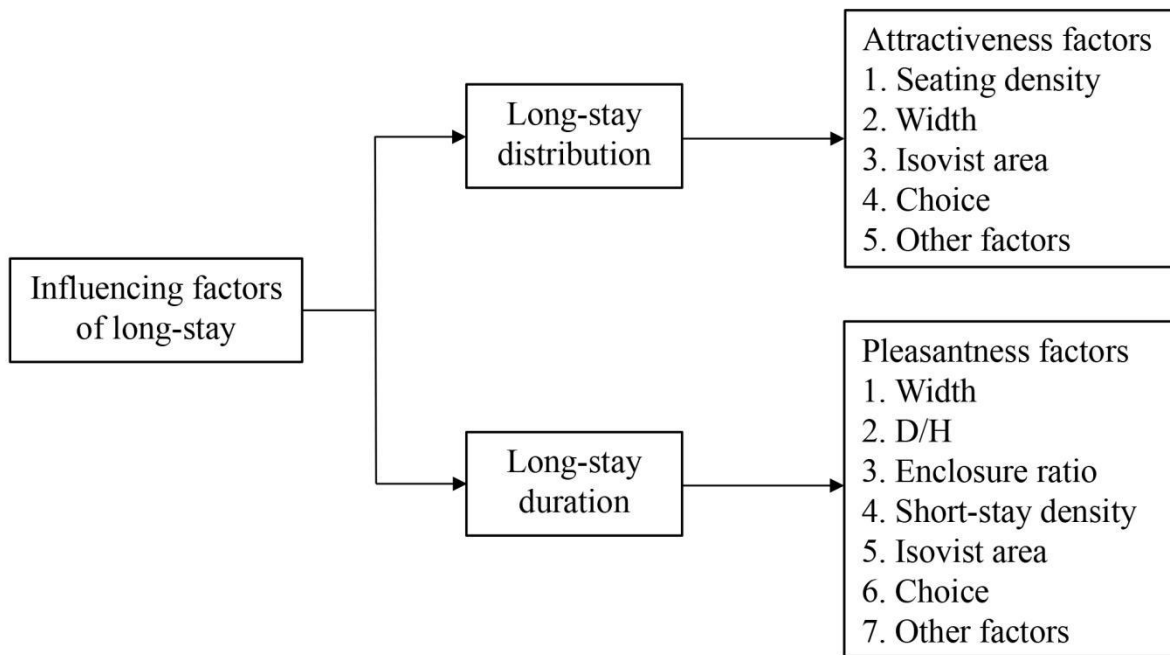 Influencing factors
of long-stay
Long-stay
distribution
Long-stay
duration
Attractiveness factors
1. Seating density
2. Width
3. Isovist area
4. Choice
5. Other factors
Pleasantness factors
1. Width
2. D/H
3. Enclosure ratio
4. Short-stay density
5. Isovist area
6. Choice
7. Other factors